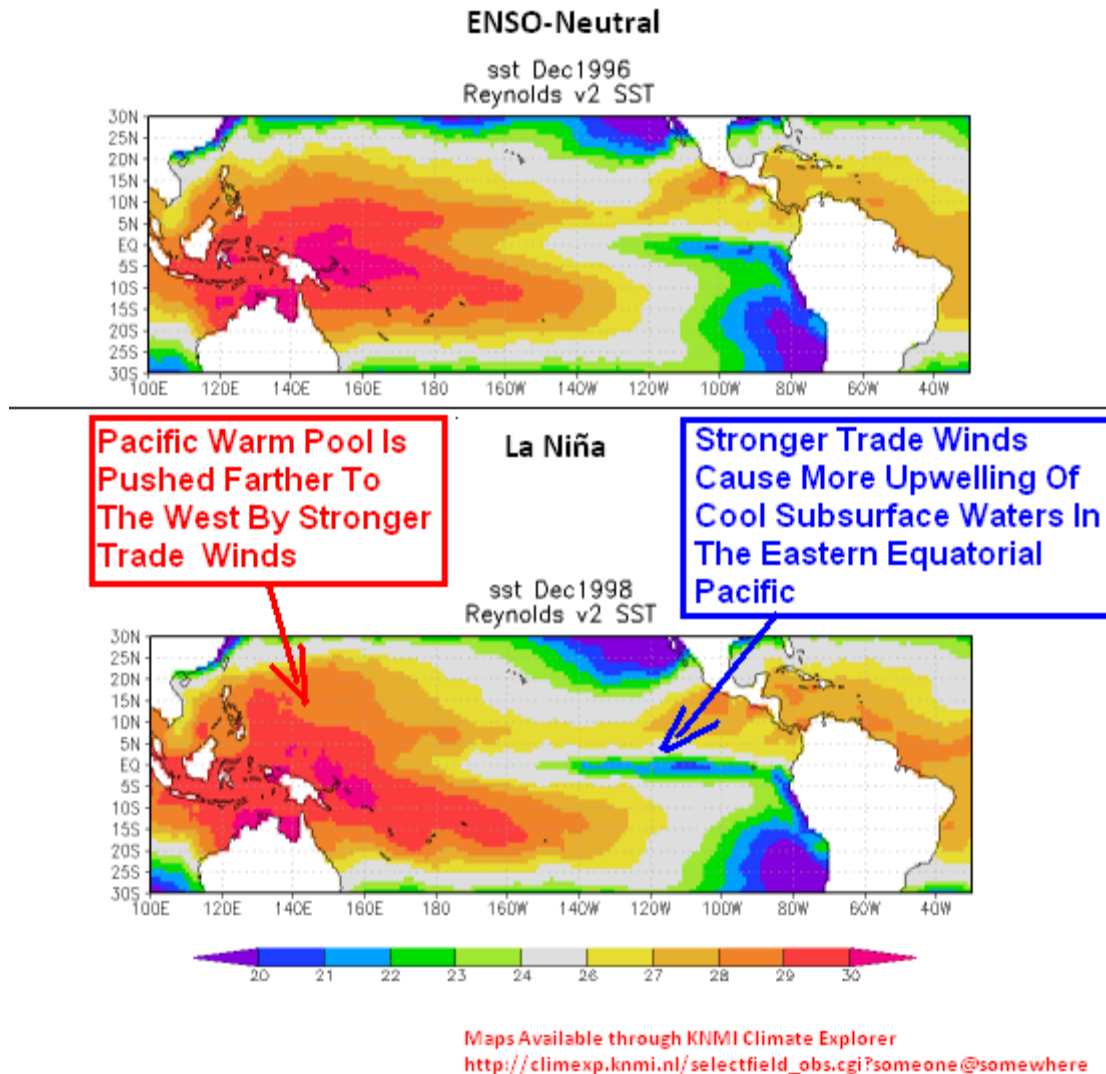 ENSO-Neutral
sst Dec1996
Reynolds v2 SST
30N
25N
20N
15N
10N
5N
EQ
5S
10S
15S
20S
25S
30S
100E 120E 140E 160E 180 160W 140W 120W 100W 80W 60W 40W
Pacific Warm Pool Is
Pushed Farther To
The West By Stronger
Trade Winds
La Niña
Stronger Trade Winds
Cause More Upwelling Of
Cool Subsurface Waters In
The Eastern Equatorial
Pacific
sst Dec1998
Reynolds v2 SST
30N
25N
20N
15N
10N
5N
EQ
5S
10S
15S
20S
25S
30S
100E 120E 140E 160E 180 160W 140W 120W 100W 80W 60W 40W
20 21 22 23 24 25 26 27 28 29 30
Maps Available through KNMI Climate Explorer
http://climexp.knmi.nl/selectfield_obs.cgi?someone@somewhere